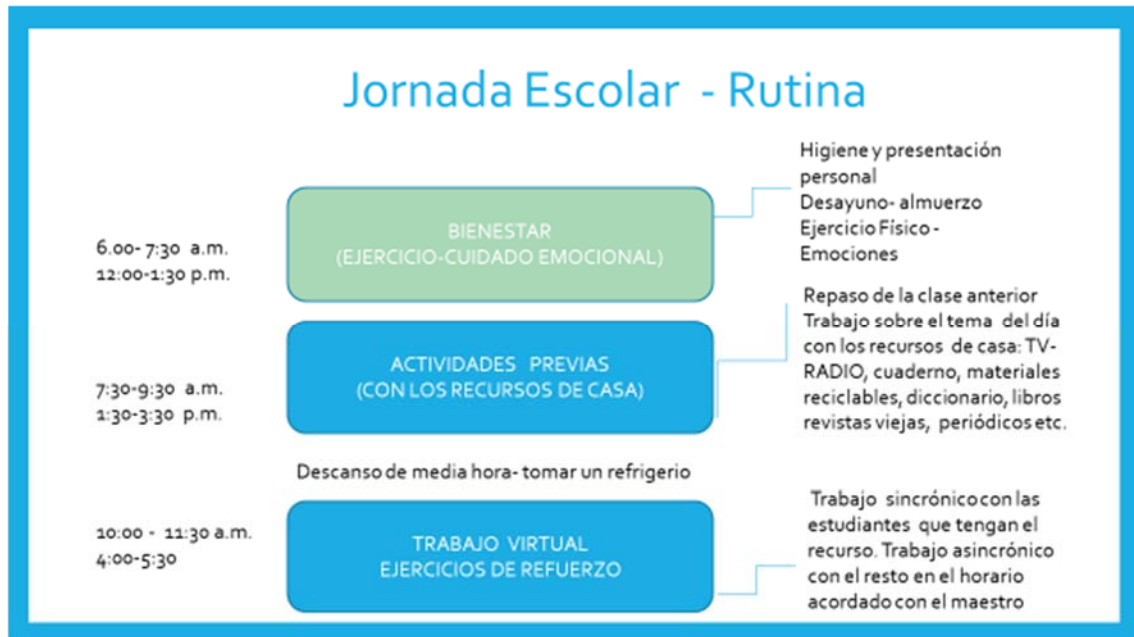 Jornada Escolar - Rutina
6.00- 7:30 a.m.
12:00-1:30 p.m.
BIENESTAR
(EJERCICIO-CUIDADO EMOCIONAL)
Higiene y presentación
personal
Desayuno- almuerzo
Ejercicio Físico -
Emociones
7:30-9:30 a.m.
1:30-3:30 p.m.
ACTIVIDADES PREVIAS
(CON LOS RECURSOS DE CASA)
Repaso de la clase anterior
Trabajo sobre el tema del día
con los recursos de casa: TV-
RADIO, cuaderno, materiales
reciclables, diccionario, libros
revistas viejas, periódicos etc.
Descanso de media hora- tomar un refrigerio
10:00 - 11:30 a.m.
4:00-5:30
TRABAJO VIRTUAL
EJERCICIOS DE REFUERZO
Trabajo sincrónico con las
estudiantes que tengan el
recurso. Trabajo asincrónico
con el resto en el horario
acordado con el maestro